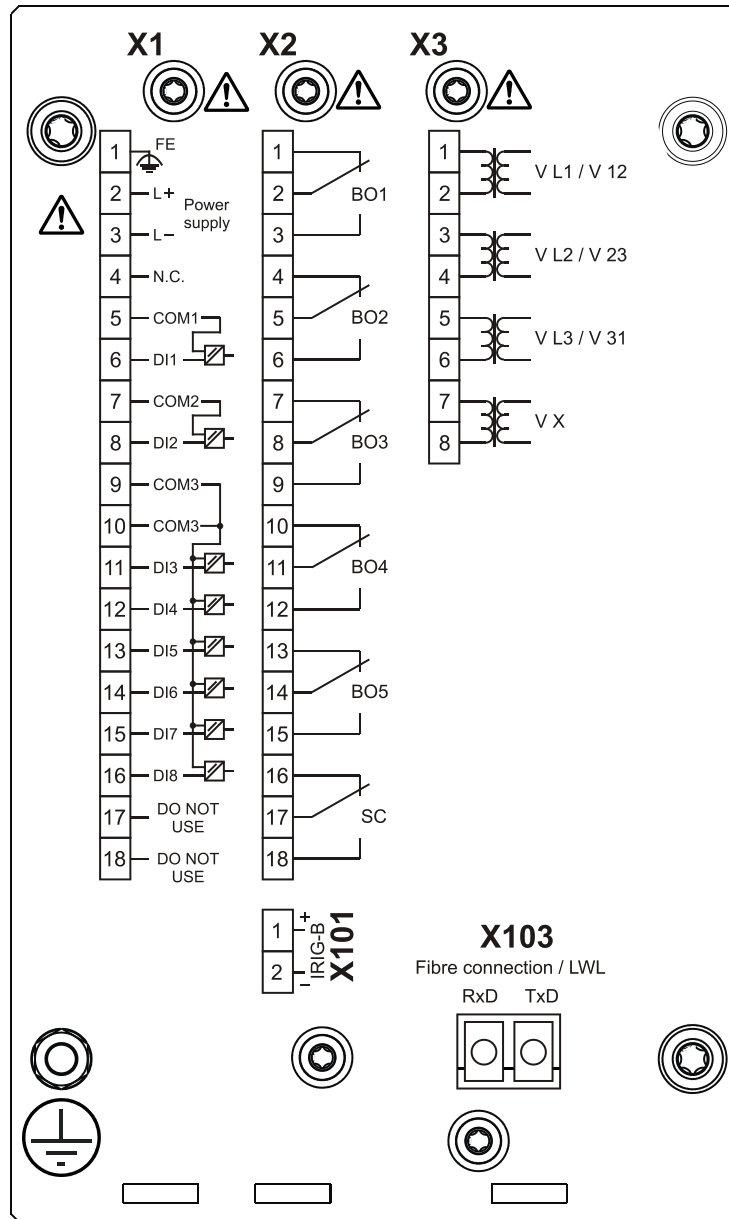 X1 X2 X3
1 FE
2 L+ Power supply
3 L−
4 N.C.
5 COM1
6 DI1
7 COM2
8 DI2
9 COM3
10 COM3
11 DI3
12 DI4
13 DI5
14 DI6
15 DI7
16 DI8
17 DO NOT USE
18 DO NOT USE
1
2 BO1
3
4
5 BO2
6
7
8 BO3
9
10
11 BO4
12
13
14 BO5
15
16
17 SC
18
1 V L1 / V 12
2
3 V L2 / V 23
4
5 V L3 / V 31
6
7 V X
8
1 +
2 −
IRIG-B
X101
X103
Fibre connection / LWL
RxD TxD